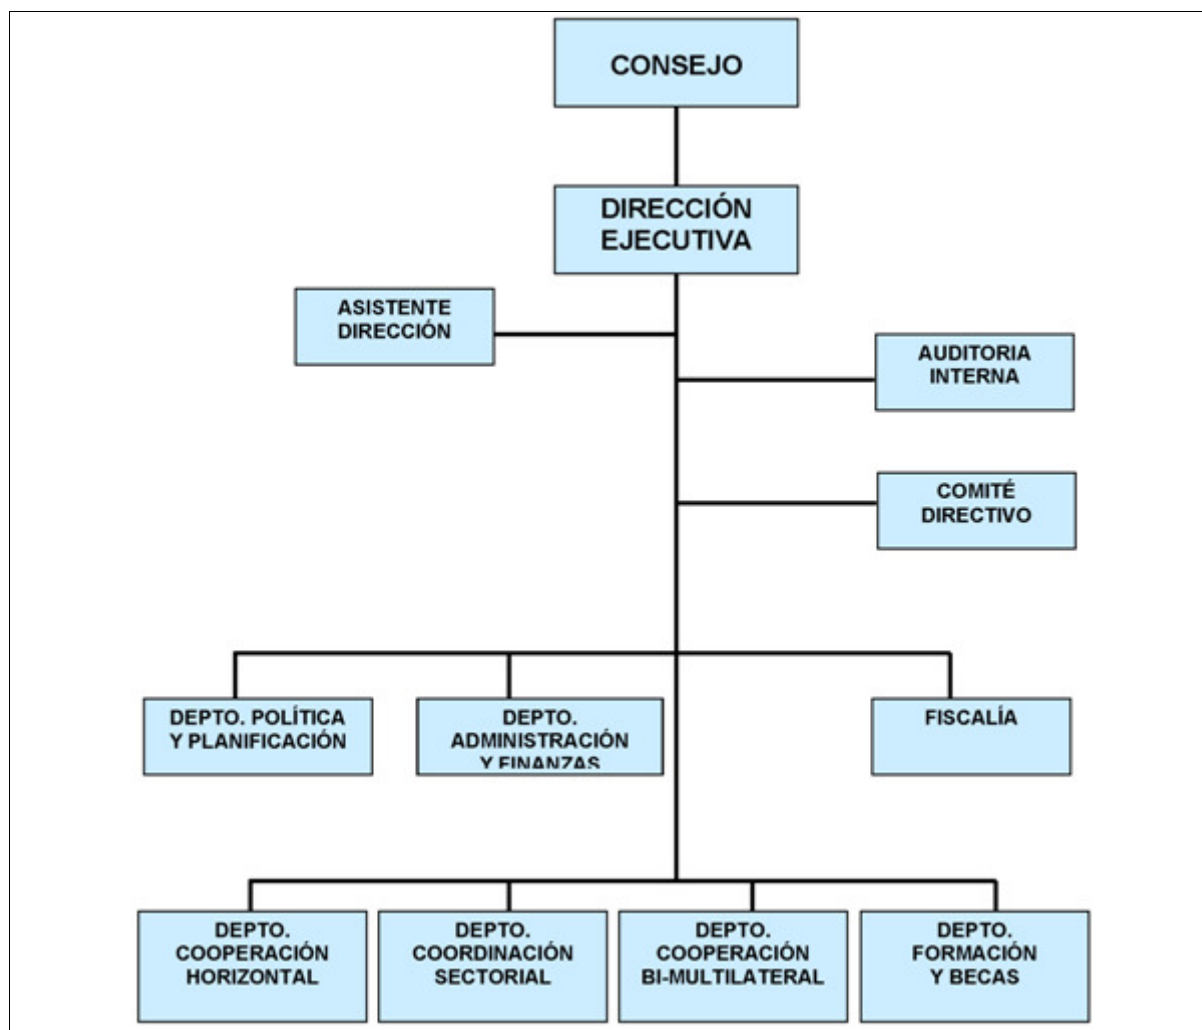 CONSEJO
DIRECCIÓN
EJECUTIVA
ASISTENTE
DIRECCIÓN
AUDITORIA
INTERNA
COMITÉ
DIRECTIVO
DEPTO. POLÍTICA
Y PLANIFICACIÓN
DEPTO.
ADMINISTRACIÓN
Y FINANZAS
FISCALÍA
DEPTO.
COOPERACIÓN
HORIZONTAL
DEPTO.
COORDINACIÓN
SECTORIAL
DEPTO.
COOPERACIÓN
BI-MULTILATERAL
DEPTO.
FORMACIÓN
Y BECAS